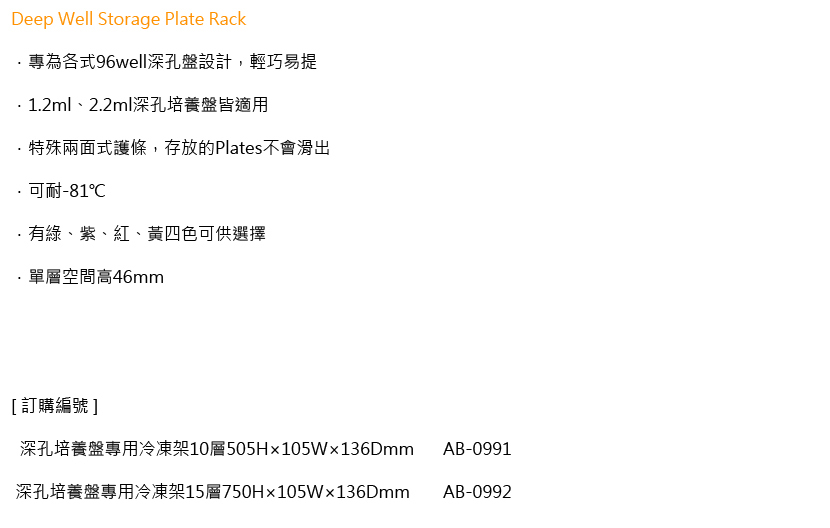 Deep Well Storage Plate Rack
．專為各式96well深孔盤設計，輕巧易提
．1.2ml、2.2ml深孔培養盤皆適用
．特殊兩面式護條，存放的Plates不會滑出
．可耐-81℃
．有綠、紫、紅、黃四色可供選擇
．單層空間高46mm
[ 訂購編號 ]
深孔培養盤專用冷凍架10層505H×105W×136Dmm AB-0991
深孔培養盤專用冷凍架15層750H×105W×136Dmm AB-0992